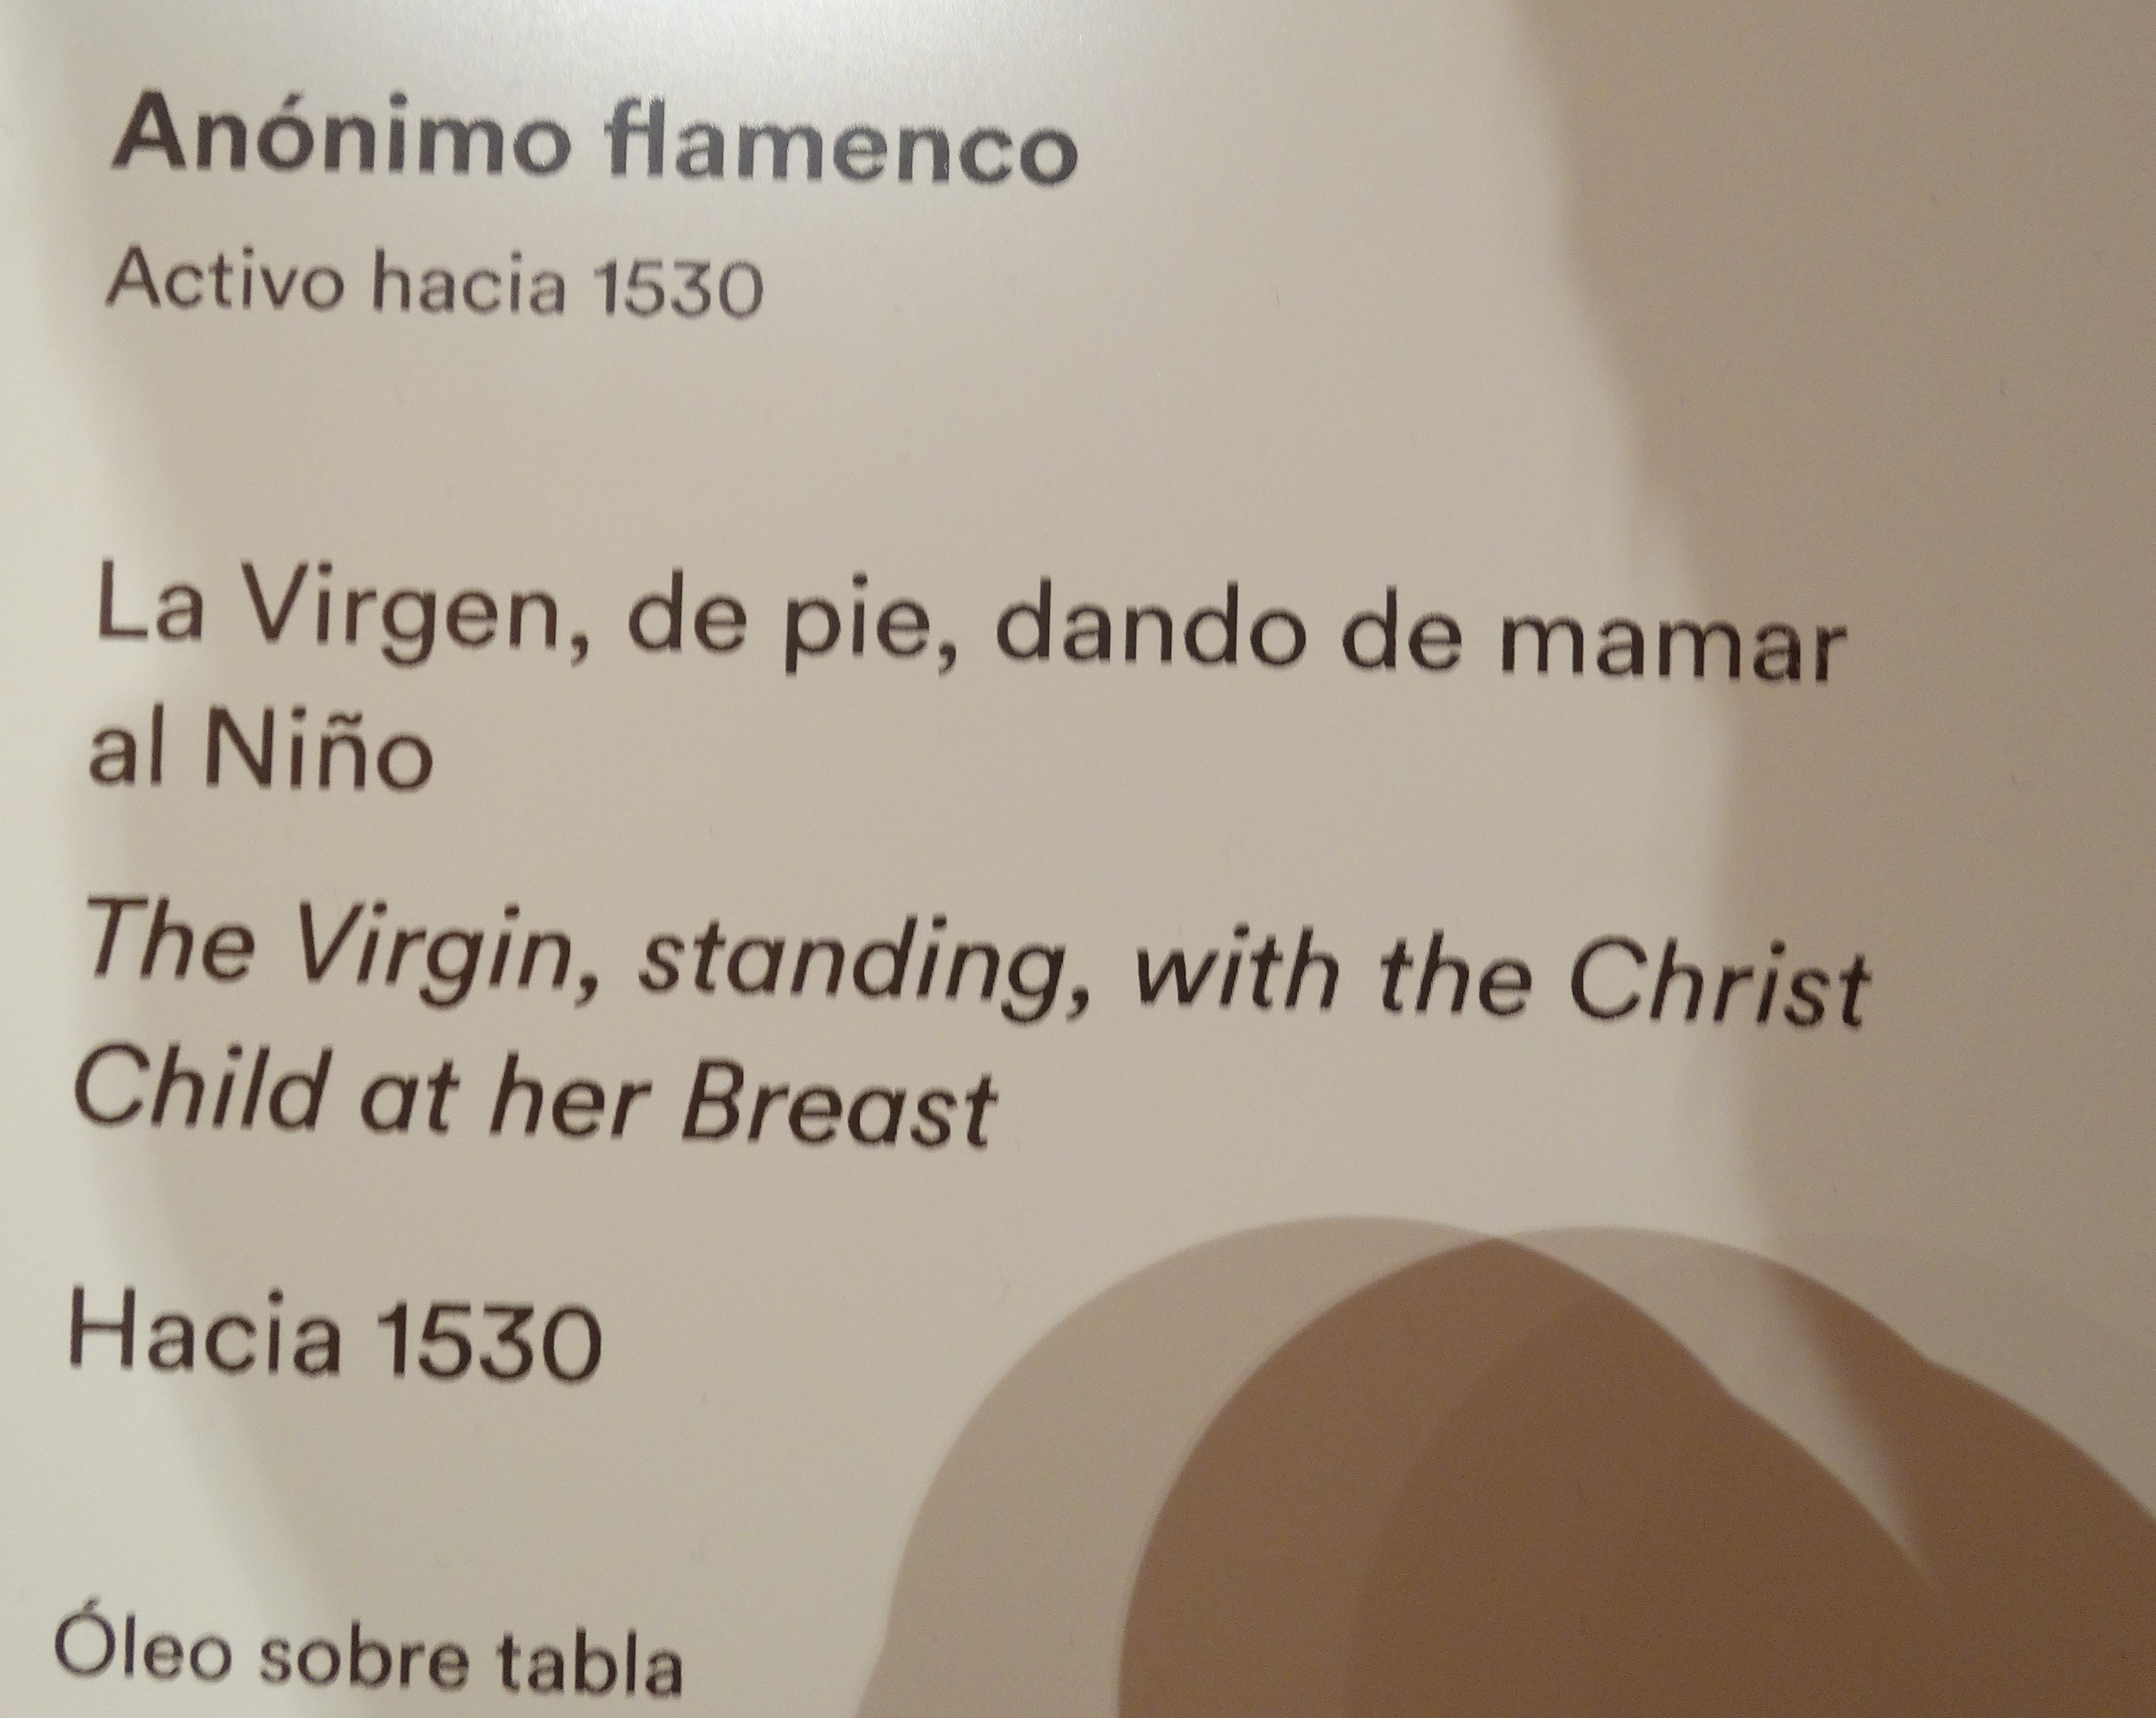 Anónimo flamenco
Activo hacia 1530
La Virgen, de pie, dando de mamar
al Niño
The Virgin, standing, with the Christ
Child at her Breast
Hacia 1530
Óleo sobre tabla